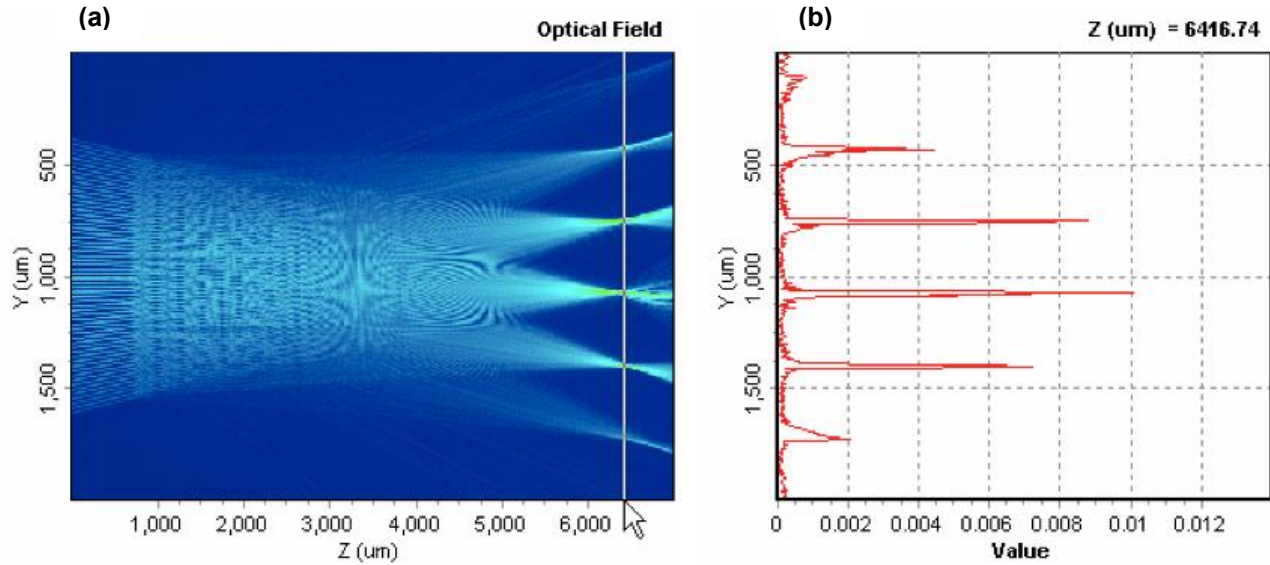 (a)
Optical Field
Y (um)
500
1,000
1,500
1,000
2,000
3,000
4,000
5,000
6,000
Z (um)
(b)
Z (um) = 6416.74
Y (um)
500
1,000
1,500
0
0.002
0.004
0.006
0.008
0.01
0.012
Value